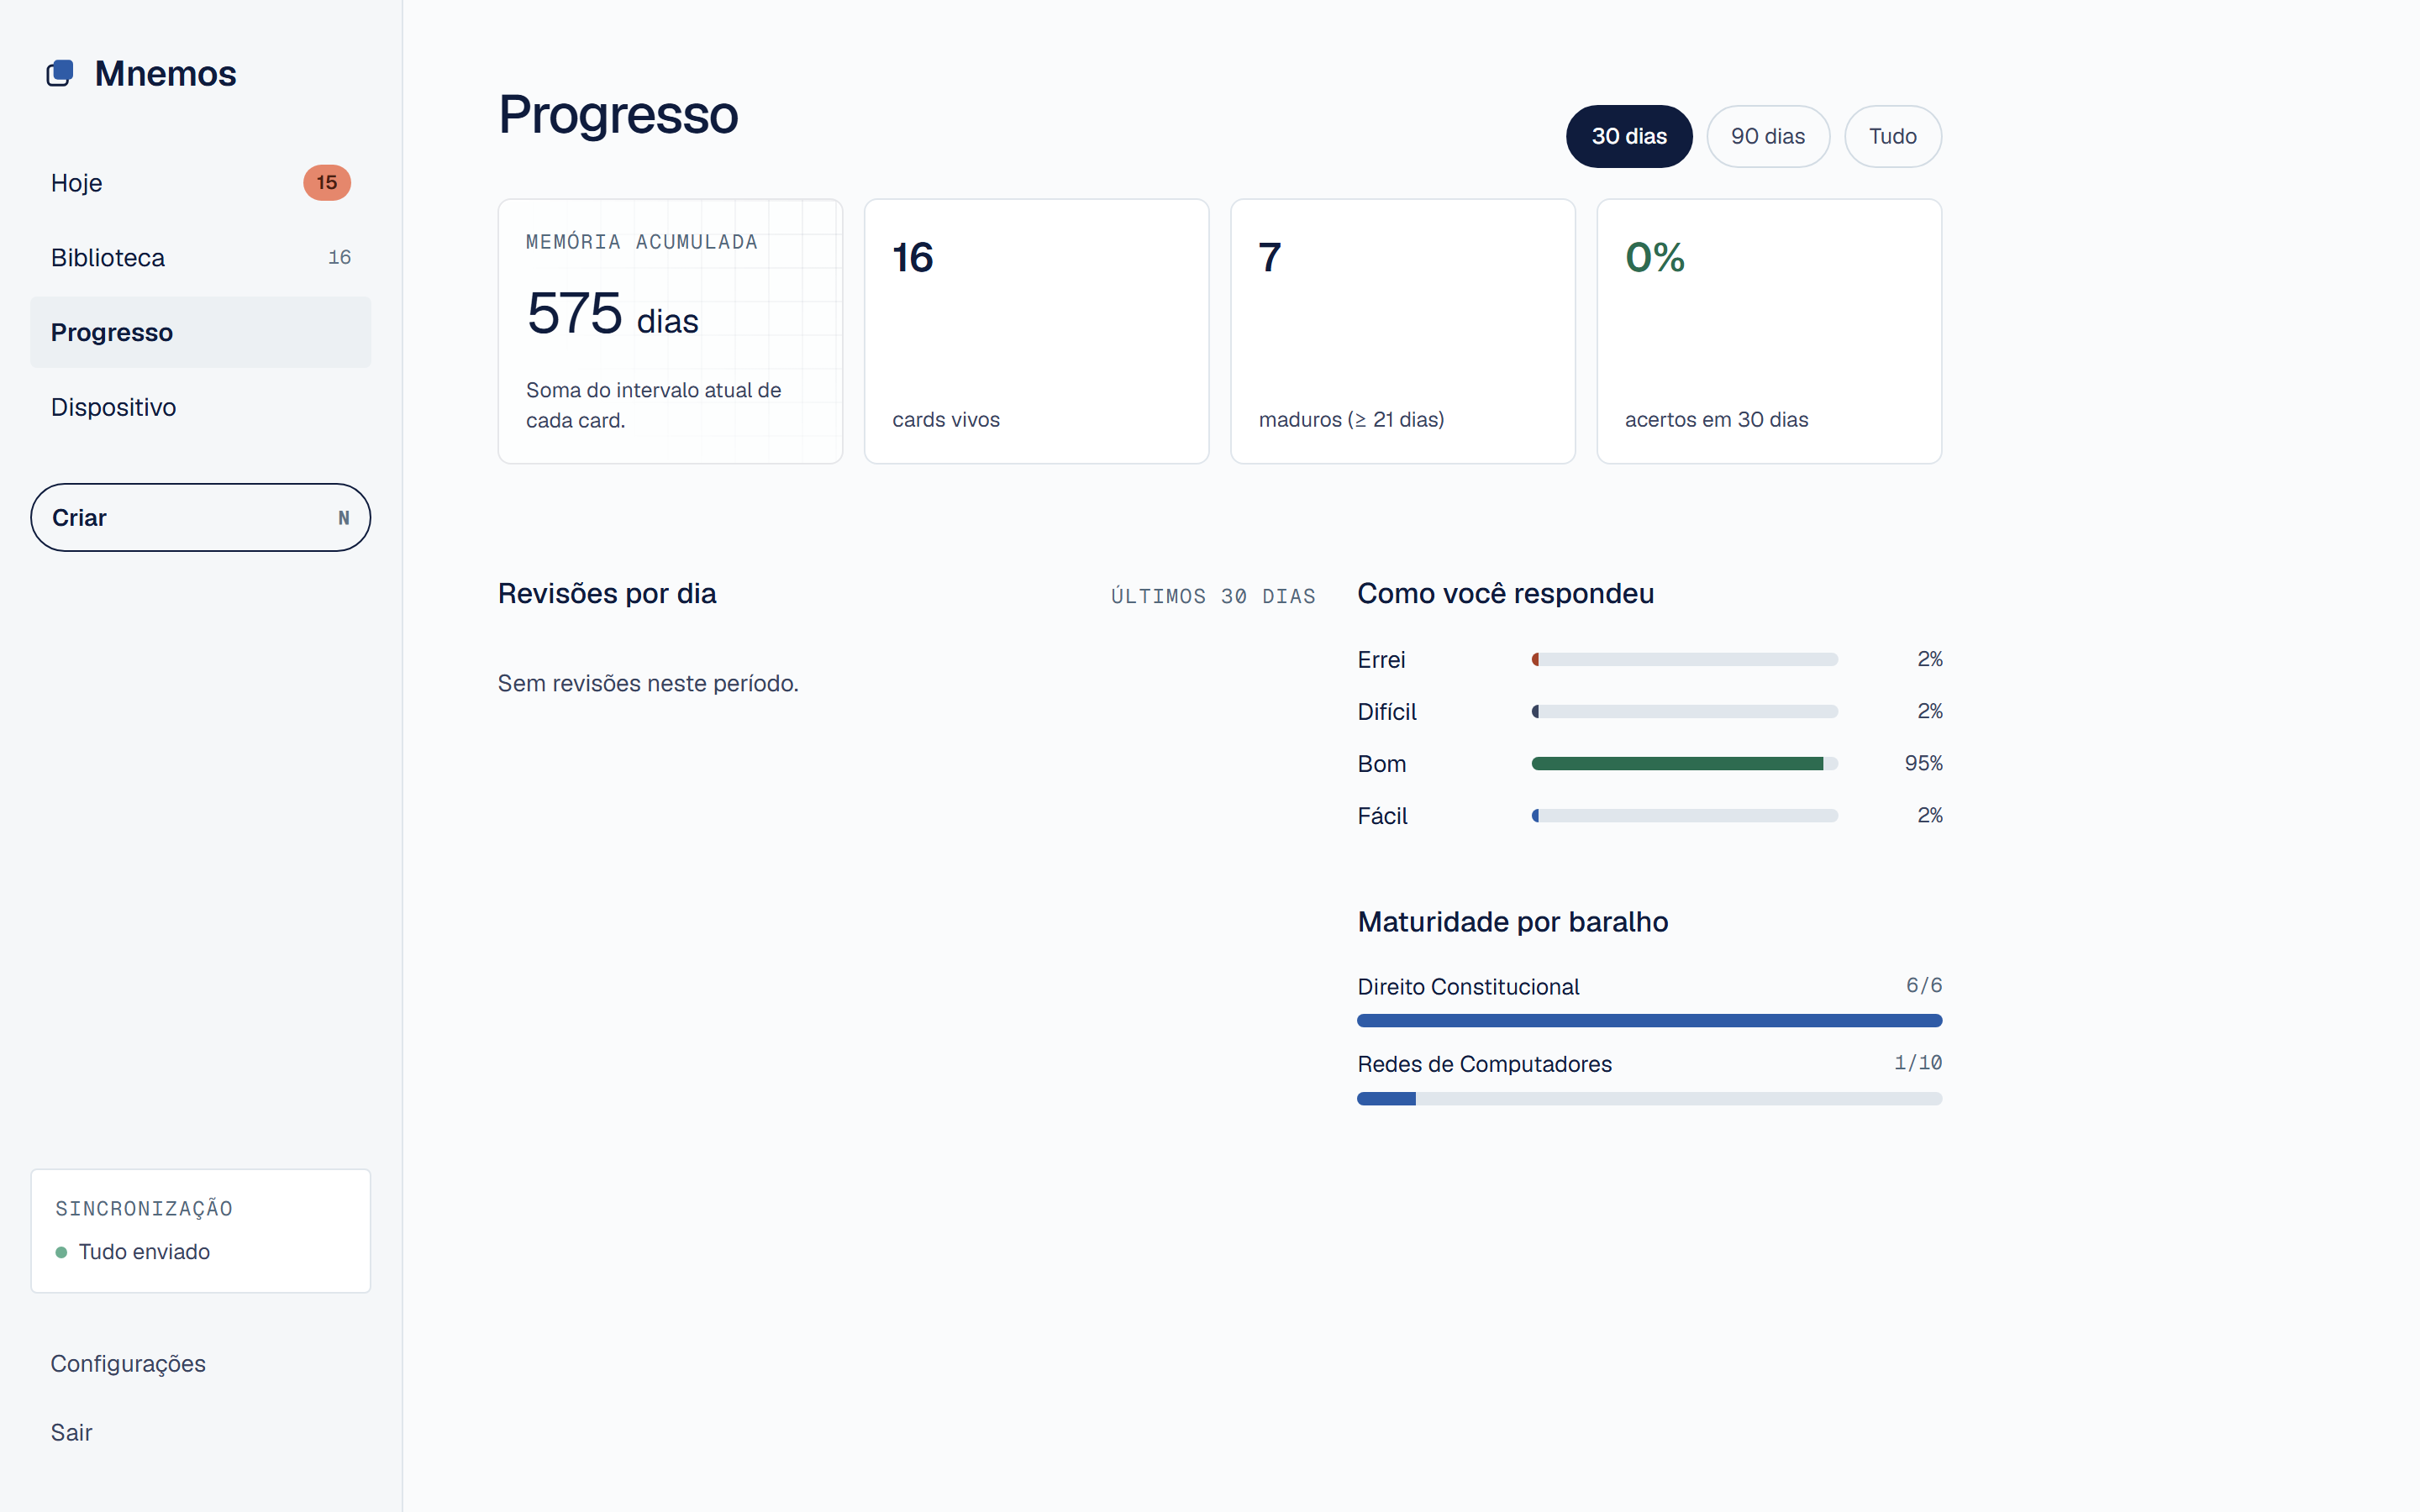 Mnemos
Hoje 15
Biblioteca 16
Progresso
Dispositivo
Criar N
SINCRONIZAÇÃO
Tudo enviado
Configurações
Sair
Progresso
30 dias 90 dias Tudo
MEMÓRIA ACUMULADA
575 dias
Soma do intervalo atual de
cada card.
16
cards vivos
7
maduros (≥ 21 dias)
0%
acertos em 30 dias
Revisões por dia ÚLTIMOS 30 DIAS
Sem revisões neste período.
Como você respondeu
Errei 2%
Difícil 2%
Bom 95%
Fácil 2%
Maturidade por baralho
Direito Constitucional 6/6
Redes de Computadores 1/10